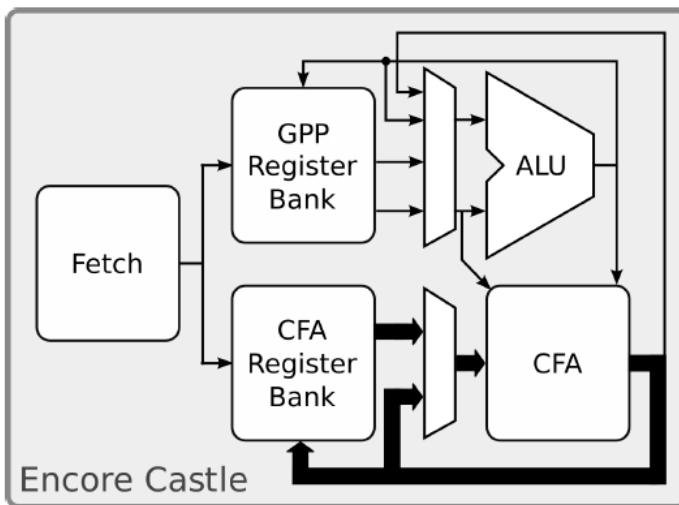 GPP
Register
Bank
ALU
Fetch
CFA
Register
Bank
CFA
Encore Castle